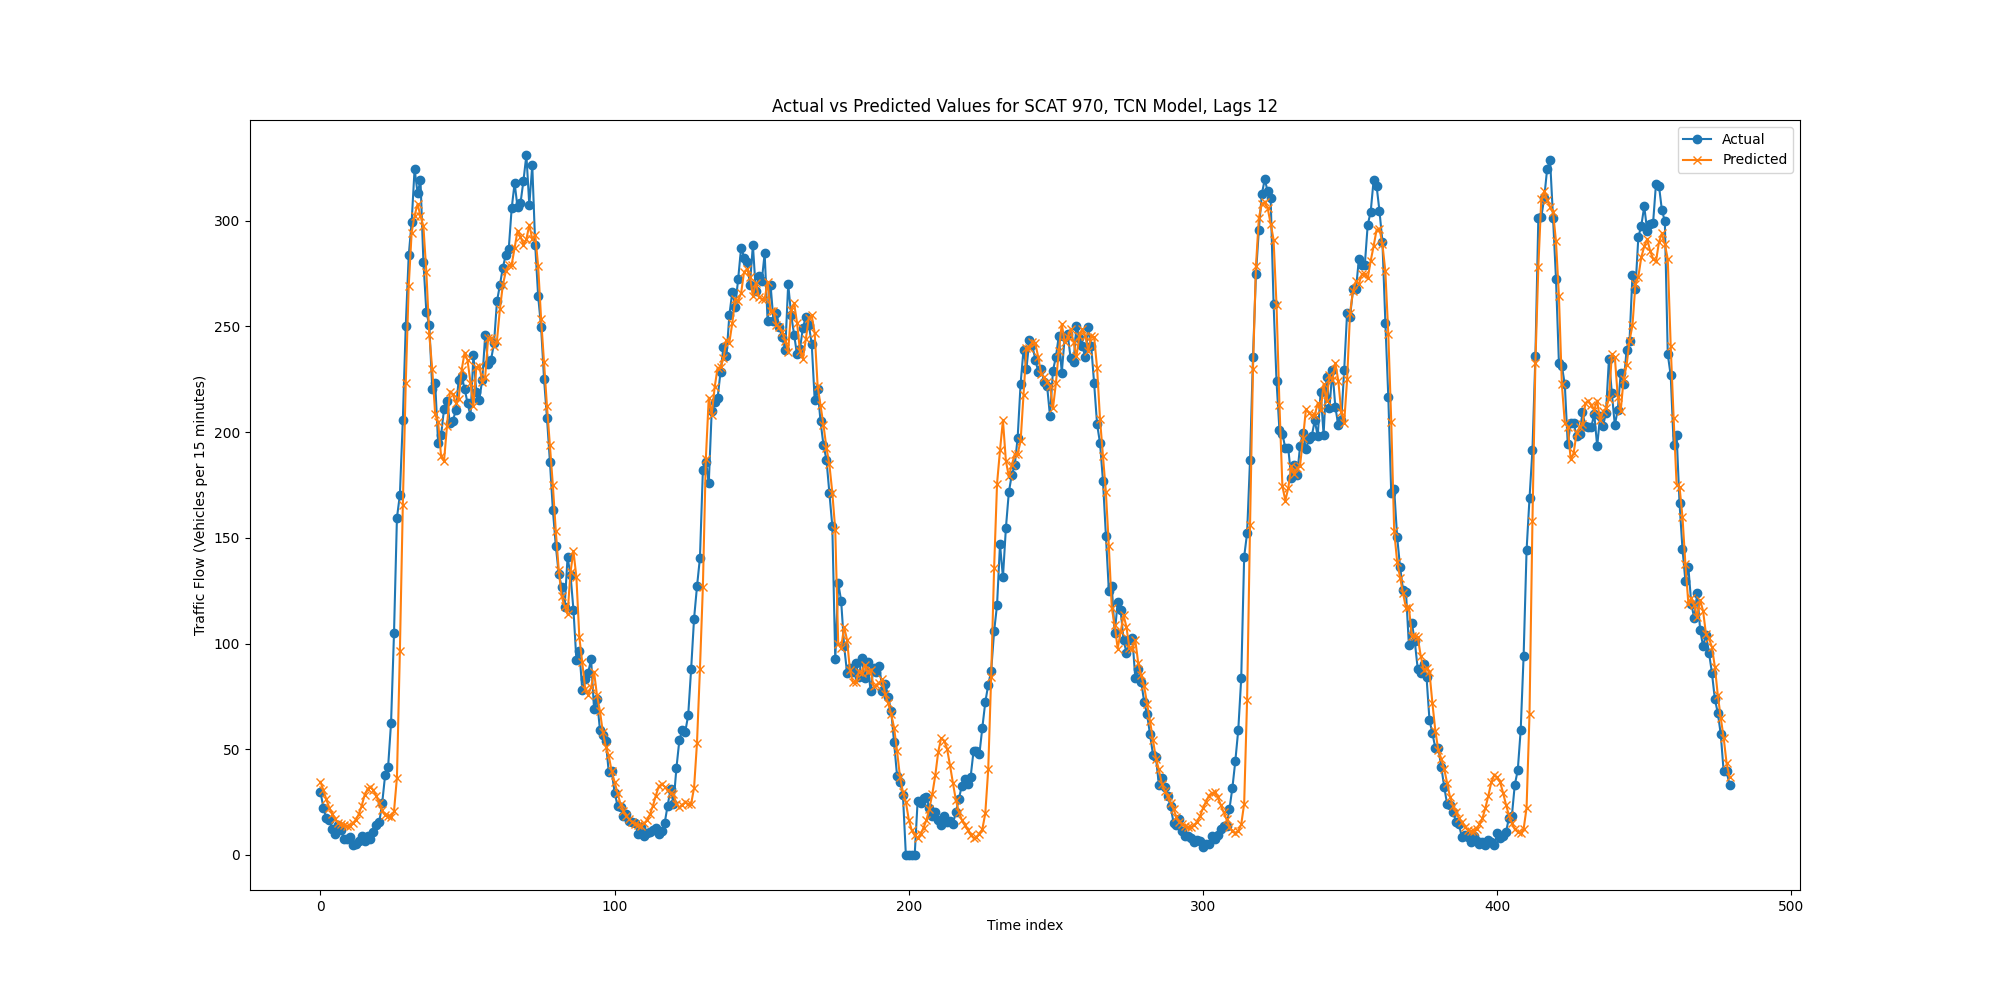 Actual vs Predicted Values for SCAT 970, TCN Model, Lags 12
Actual
Predicted
Traffic Flow (Vehicles per 15 minutes)
300
250
200
150
100
50
0
0 100 200 300 400 500
Time index